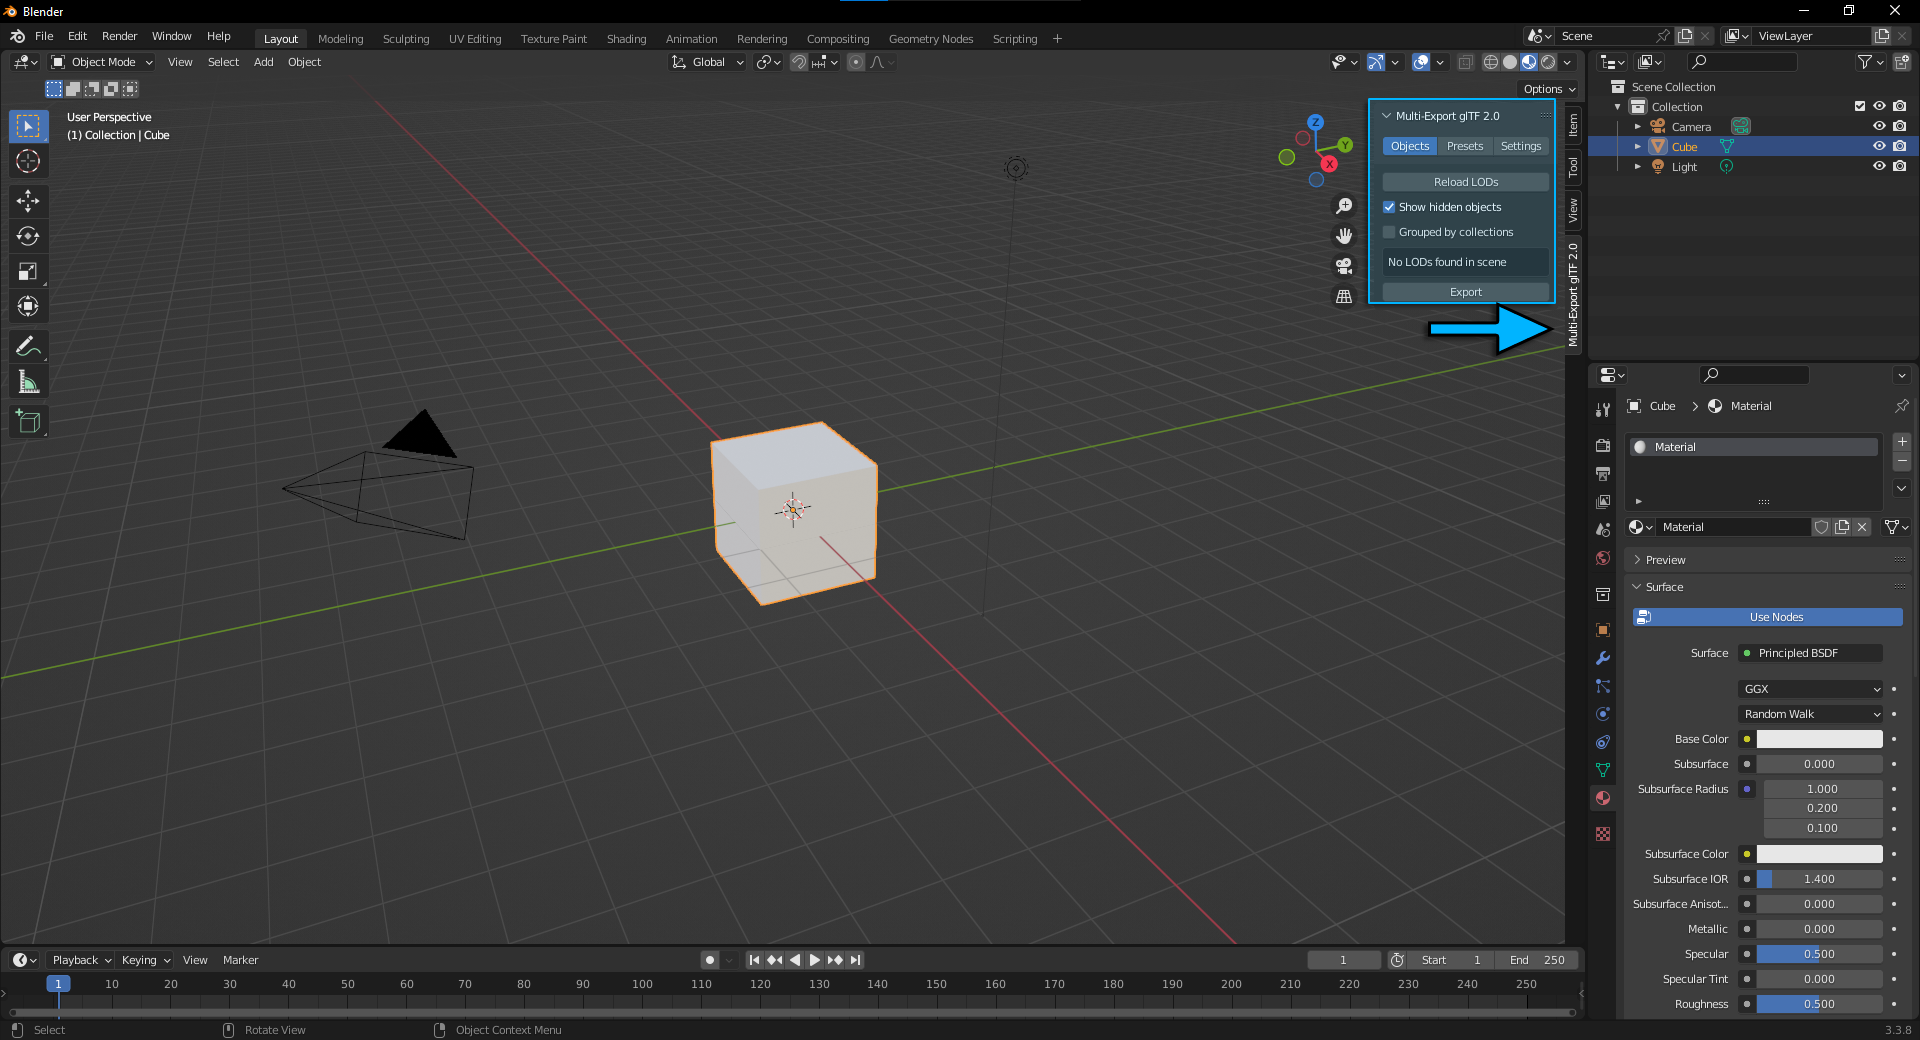 Blender
File Edit Render Window Help Layout Modeling Sculpting UV Editing Texture Paint Shading Animation Rendering Compositing Geometry Nodes Scripting + Scene ViewLayer
Object Mode View Select Add Object Global
Options
User Perspective
(1) Collection | Cube
Z
Y
X
Multi-Export glTF 2.0
Objects Presets Settings
Reload LODs
Show hidden objects
Grouped by collections
No LODs found in scene
Export
Item
Tool
View
Multi-Export glTF 2.0
Scene Collection
Collection
Camera
Cube
Light
Cube > Material
Material
Material
Preview
Surface
Use Nodes
Surface Principled BSDF
GGX
Random Walk
Base Color
Subsurface 0.000
Subsurface Radius 1.000
0.200
0.100
Subsurface Color
Subsurface IOR 1.400
Subsurface Anisot... 0.000
Metallic 0.000
Specular 0.500
Specular Tint 0.000
Roughness 0.500
Playback Keying View Marker 1 Start 1 End 250
1 10 20 30 40 50 60 70 80 90 100 110 120 130 140 150 160 170 180 190 200 210 220 230 240 250
Select Rotate View Object Context Menu 3.3.8